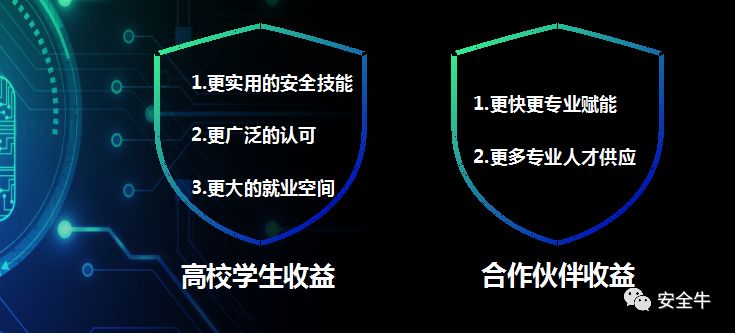 1.更实用的安全技能
2.更广泛的认可
3.更大的就业空间
高校学生收益
1.更快更专业赋能
2.更多专业人才供应
合作伙伴收益
安全牛